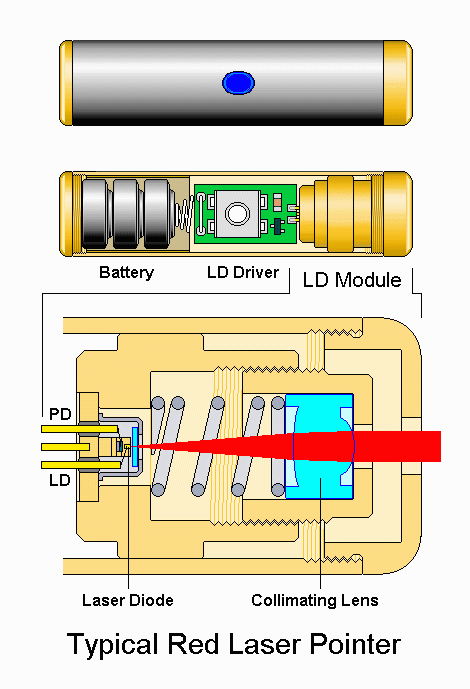 Battery
LD Driver
LD Module
PD
LD
Laser Diode
Collimating Lens
Typical Red Laser Pointer